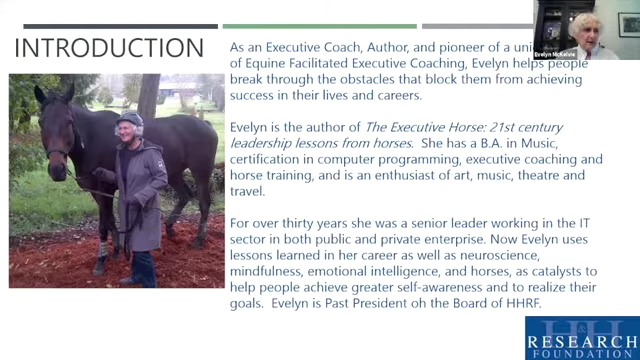 INTRODUCTION
As an Executive Coach, Author, and pioneer of a uni
of Equine Facilitated Executive Coaching, Evelyn helps people
break through the obstacles that block them from achieving
success in their lives and careers.
Evelyn is the author of The Executive Horse: 21st century
leadership lessons from horses. She has a B.A. in Music,
certification in computer programming, executive coaching and
horse training, and is an enthusiast of art, music, theatre and
travel.
For over thirty years she was a senior leader working in the IT
sector in both public and private enterprise. Now Evelyn uses
lessons learned in her career as well as neuroscience,
mindfulness, emotional intelligence, and horses, as catalysts to
help people achieve greater self-awareness and to realize their
goals. Evelyn is Past President oh the Board of HHRF.
Evelyn McKelvie
H&H
RESEARCH
FOUNDATION